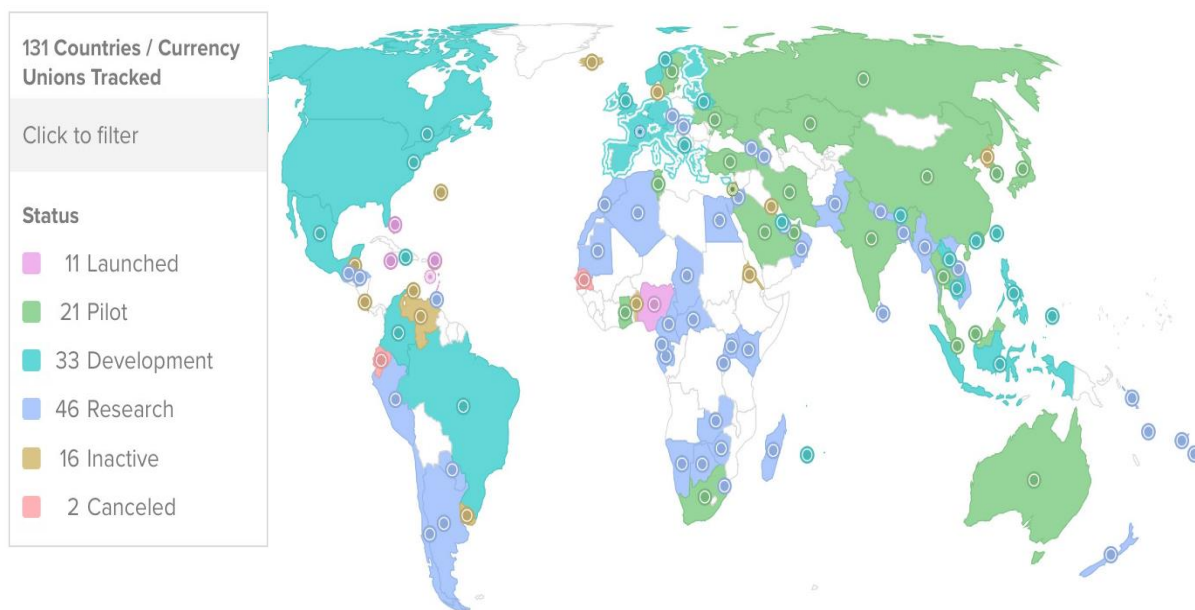 131 Countries / Currency
Unions Tracked
Click to filter
Status
11 Launched
21 Pilot
33 Development
46 Research
16 Inactive
2 Canceled